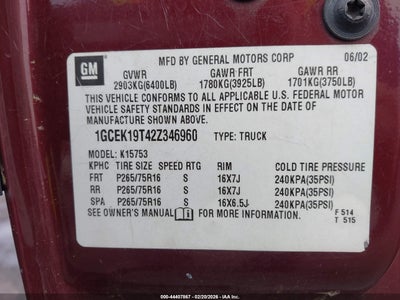 GM
MFD BY GENERAL MOTORS CORP 06/02
GVWR GAWR FRT GAWR RR
2903KG(6400LB) 1780KG(3925LB) 1701KG(3750LB)
THIS VEHICLE CONFORMS TO ALL APPLICABLE U.S. FEDERAL MOTOR
VEHICLE SAFETY STANDARDS IN EFFECT ON THE DATE OF
MANUFACTURE SHOWN ABOVE.
1GCEK19T42Z346960 TYPE: TRUCK
MODEL: K15753
KPHC TIRE SIZE SPEED RTG RIM COLD TIRE PRESSURE
FRT P265/75R16 S 16X7J 240KPA(35PSI)
RR P265/75R16 S 16X7J 240KPA(35PSI)
SPA P265/75R16 S 16X6.5J 240KPA(35PSI)
SEE OWNER'S MANUAL FOR MORE INFORMATION. F 514
T 515
000-44407867 - 02/20/2026 - IAAI Branch